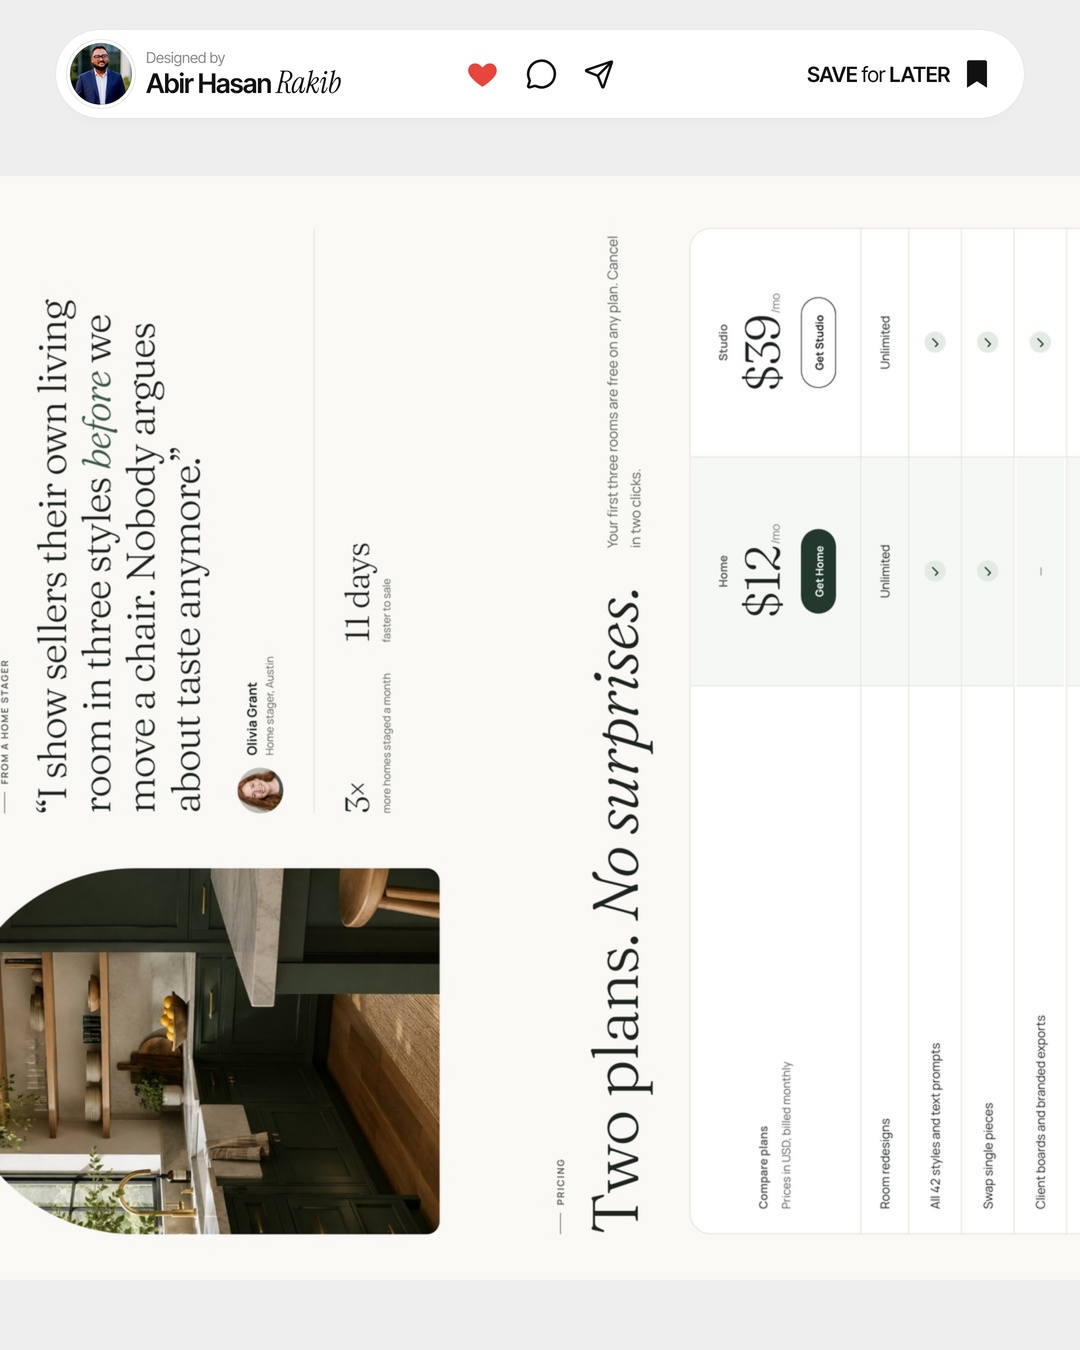 Designed by
Abir Hasan Rakib
SAVE for LATER
FROM A HOME STAGER
“I show sellers their own living
room in three styles before we
move a chair. Nobody argues
about taste anymore.”
Olivia Grant
Home stager, Austin
3×
more homes staged a month
11 days
faster to sale
PRICING
Two plans. No surprises.
Your first three rooms are free on any plan. Cancel
in two clicks.
Compare plans
Prices in USD, billed monthly
Home
$12/mo
Get Home
Studio
$39/mo
Get Studio
Room redesigns
Unlimited
Unlimited
All 42 styles and text prompts
Swap single pieces
Client boards and branded exports
–